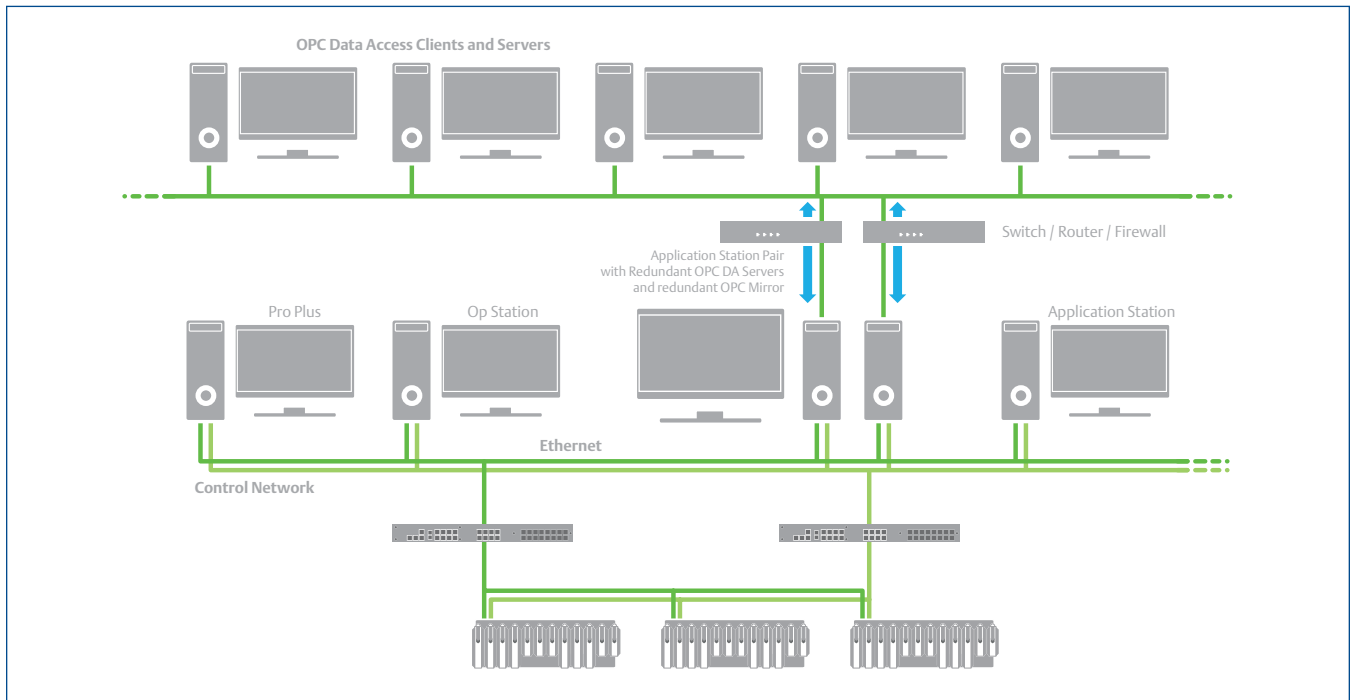 OPC Data Access Clients and Servers
Switch / Router / Firewall
Application Station Pair
with Redundant OPC DA Servers
and redundant OPC Mirror
Pro Plus
Op Station
Application Station
Ethernet
Control Network